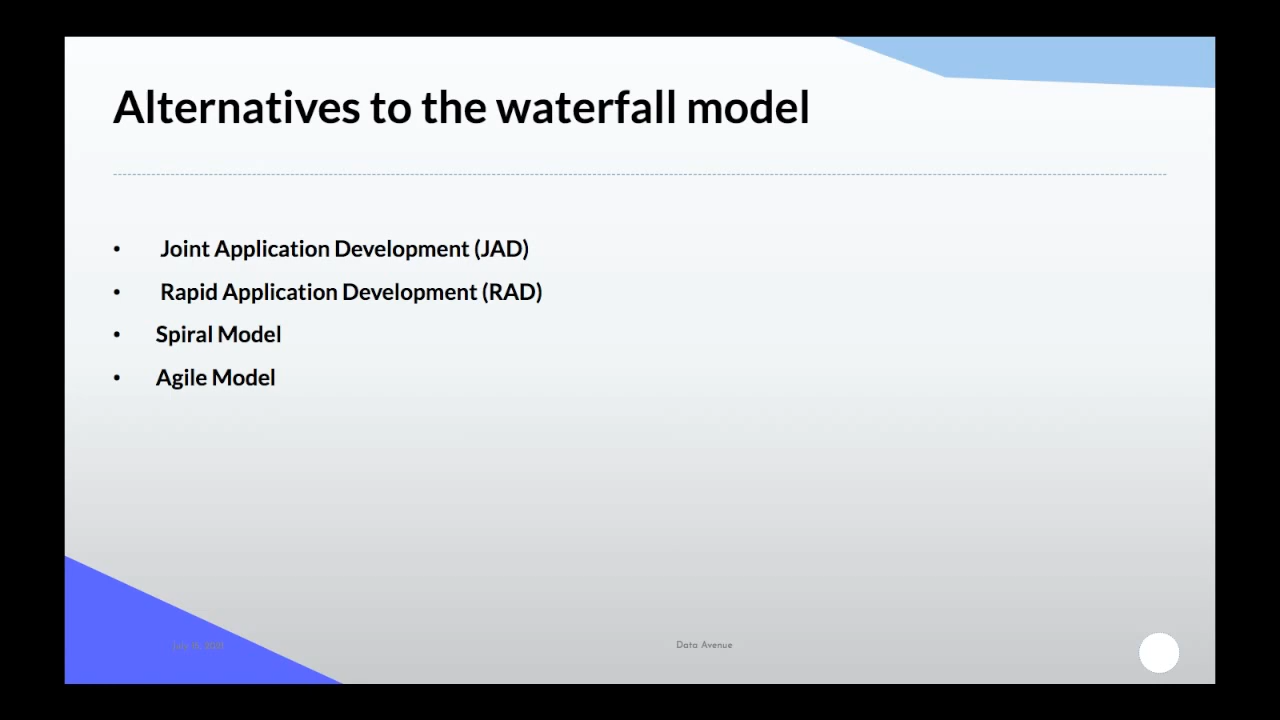 Alternatives to the waterfall model
• Joint Application Development (JAD)
• Rapid Application Development (RAD)
• Spiral Model
• Agile Model
July
Data Avenue